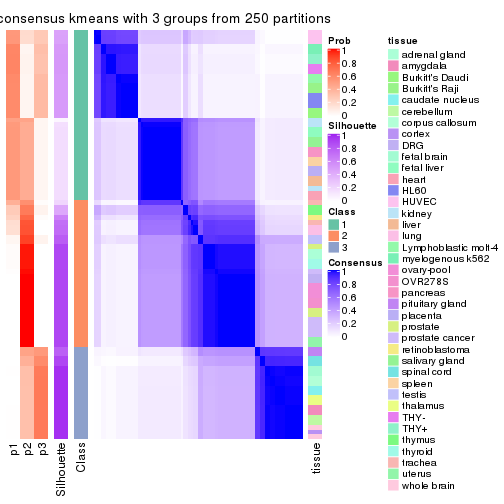 consensus kmeans with 3 groups from 250 partitions
Prob
1
0.8
0.6
0.4
0.2
0
Silhouette
1
0.8
0.6
0.4
0.2
0
Class
1
2
3
Consensus
1
0.8
0.6
0.4
0.2
0
tissue
adrenal gland
amygdala
Burkitt's Daudi
Burkitt's Raji
caudate nucleus
cerebellum
corpus callosum
cortex
DRG
fetal brain
fetal liver
heart
HL60
HUVEC
kidney
liver
lung
Lymphoblastic molt-4
myelogenous k562
ovary-pool
OVR278S
pancreas
pituitary gland
placenta
prostate
prostate cancer
retinoblastoma
salivary gland
spinal cord
spleen
testis
thalamus
THY-
THY+
thymus
thyroid
trachea
uterus
whole brain
p1
p2
p3
Silhouette
Class
tissue